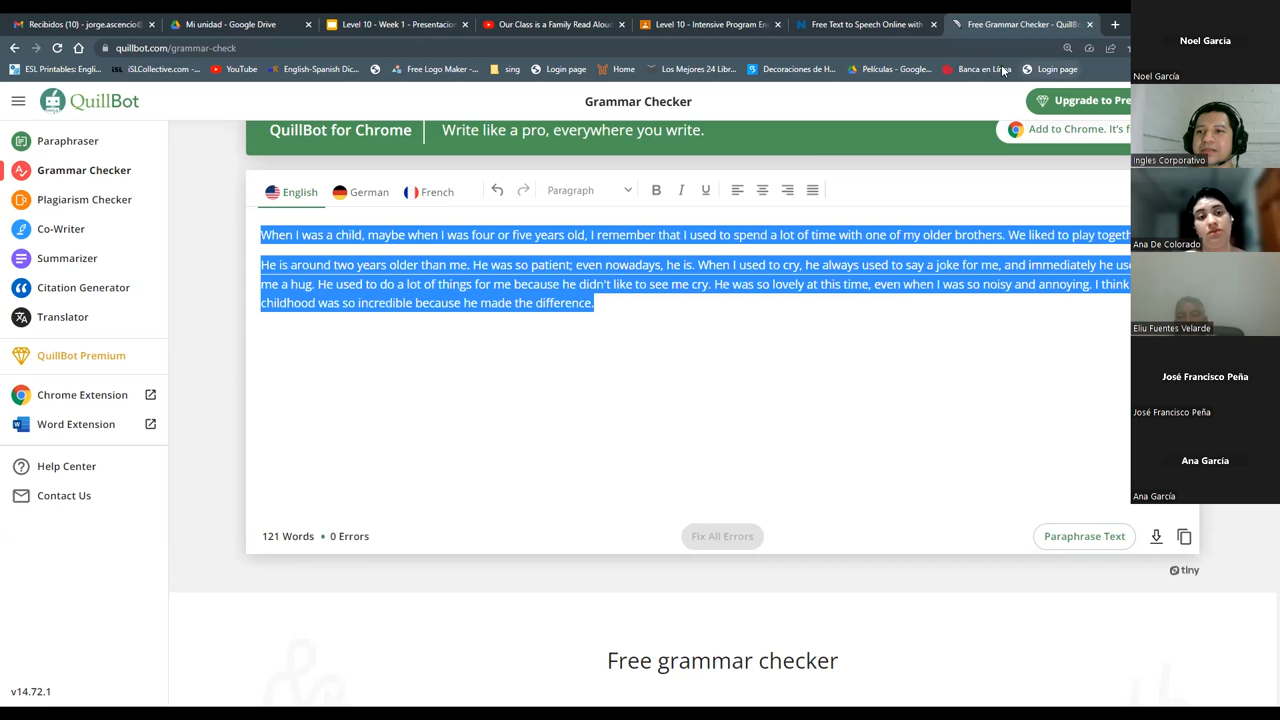 Recibidos (10) - jorge.ascencio
Mi unidad - Google Drive
Level 10 - Week 1 - Presentacion
Our Class is a Family Read Alou
Level 10 - Intensive Program En
Free Text to Speech Online with
Free Grammar Checker - QuillBo
quillbot.com/grammar-check
ESL Printables: Engli...
iSLCollective.com - ...
YouTube
English-Spanish Dic...
Free Logo Maker -...
sing
Login page
Home
Los Mejores 24 Libr...
Decoraciones de H...
Películas - Google...
Banca en Línea
Login page
QuillBot
Grammar Checker
Upgrade to Pre
QuillBot for Chrome
Write like a pro, everywhere you write.
Add to Chrome. It's f
Paraphraser
Grammar Checker
Plagiarism Checker
Co-Writer
Summarizer
Citation Generator
Translator
QuillBot Premium
Chrome Extension
Word Extension
Help Center
Contact Us
v14.72.1
English
German
French
Paragraph
B I U
When I was a child, maybe when I was four or five years old, I remember that I used to spend a lot of time with one of my older brothers. We liked to play togeth
He is around two years older than me. He was so patient; even nowadays, he is. When I used to cry, he always used to say a joke for me, and immediately he use
me a hug. He used to do a lot of things for me because he didn't like to see me cry. He was so lovely at this time, even when I was so noisy and annoying. I think
childhood was so incredible because he made the difference.
121 Words • 0 Errors
Fix All Errors
Paraphrase Text
tiny
Free grammar checker
Noel Garcia
Noel García
Ingles Corporativo
Ana De Colorado
Eliu Fuentes Velarde
José Francisco Peña
José Francisco Peña
Ana García
Ana García